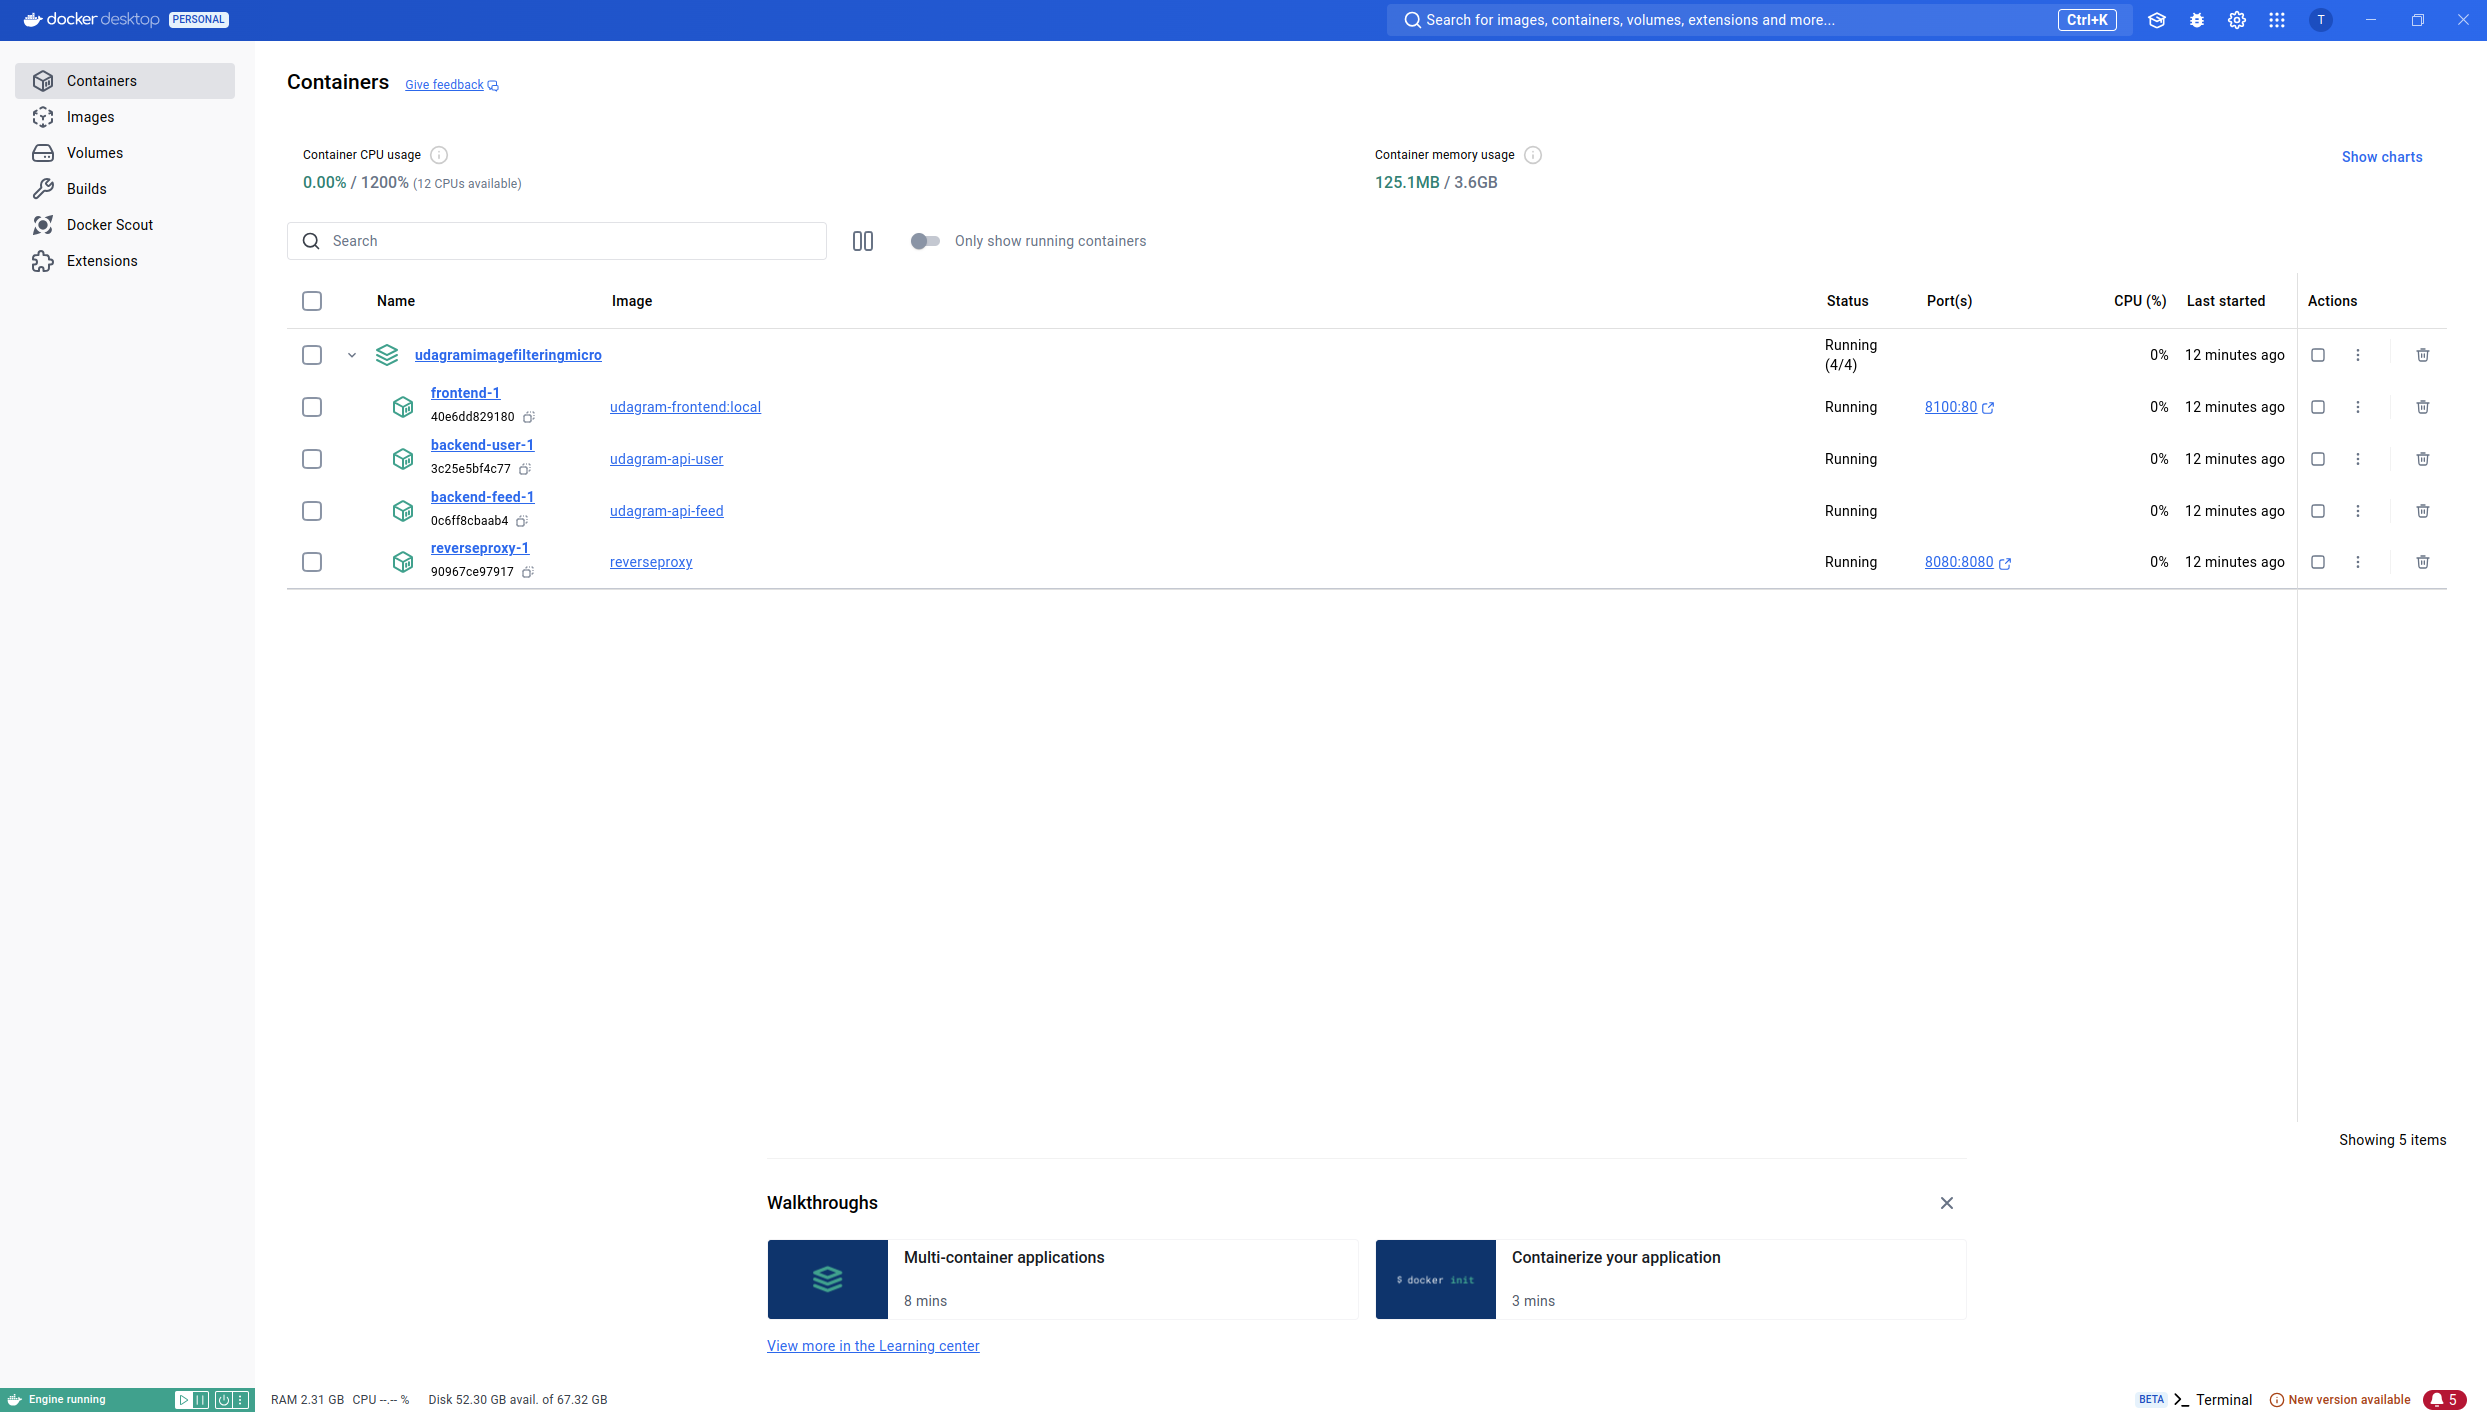 docker desktop PERSONAL
Search for images, containers, volumes, extensions and more... Ctrl+K
T
Containers
Images
Volumes
Builds
Docker Scout
Extensions
Containers Give feedback
Container CPU usage
0.00% / 1200% (12 CPUs available)
Container memory usage
125.1MB / 3.6GB
Show charts
Search
Only show running containers
Name Image Status Port(s) CPU (%) Last started Actions
udagramimagefilteringmicro Running (4/4) 0% 12 minutes ago
frontend-1
40e6dd829180
udagram-frontend:local Running 8100:80 0% 12 minutes ago
backend-user-1
3c25e5bf4c77
udagram-api-user Running 0% 12 minutes ago
backend-feed-1
0c6ff8cbaab4
udagram-api-feed Running 0% 12 minutes ago
reverseproxy-1
90967ce97917
reverseproxy Running 8080:8080 0% 12 minutes ago
Showing 5 items
Walkthroughs
Multi-container applications
8 mins
$ docker init
Containerize your application
3 mins
View more in the Learning center
Engine running
RAM 2.31 GB CPU --.-- % Disk 52.30 GB avail. of 67.32 GB
BETA >_ Terminal New version available 5